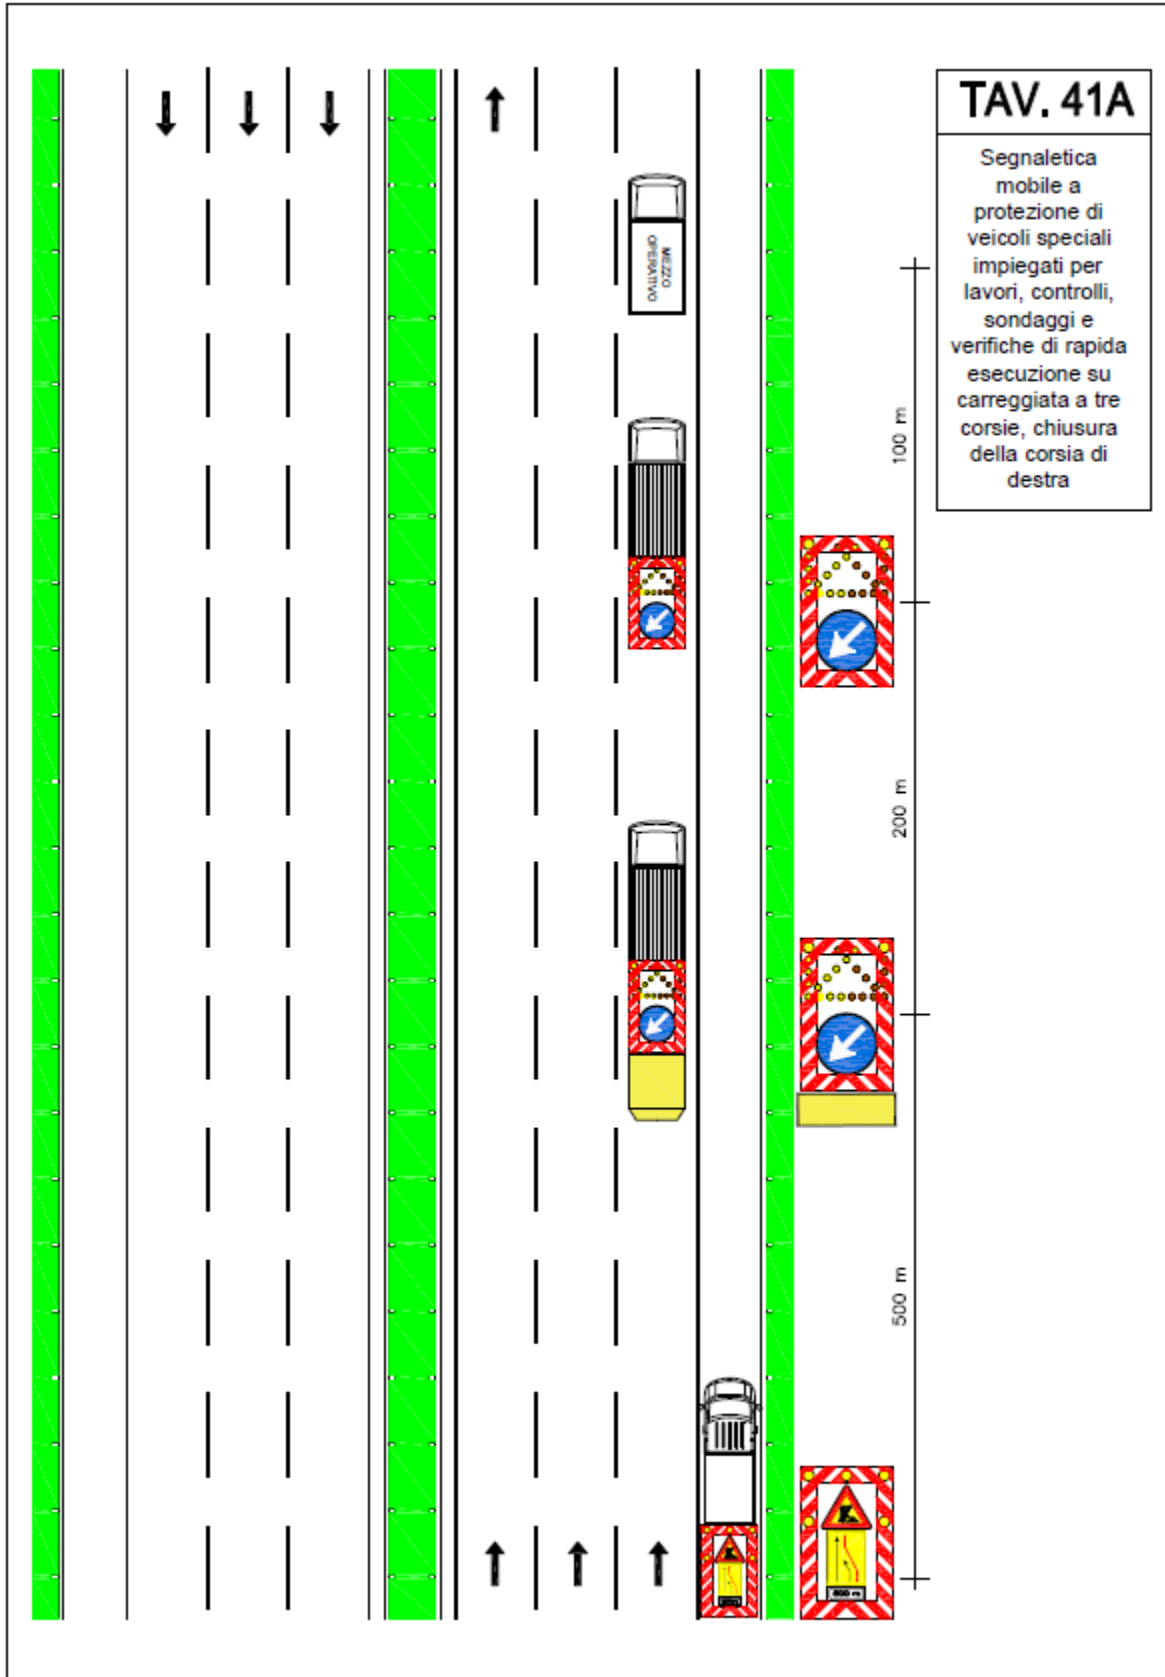 TAV. 41A
Segnaletica
mobile a
protezione di
veicoli speciali
impiegati per
lavori, controlli,
sondaggi e
verifiche di rapida
esecuzione su
carreggiata a tre
corsie, chiusura
della corsia di
destra
MEZZO
OPERATIVO
100 m
200 m
500 m